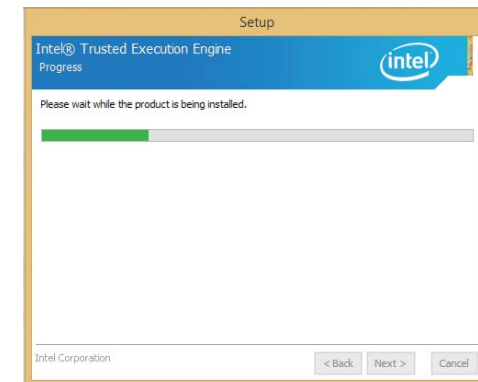 Setup
Intel® Trusted Execution Engine
Progress
intel
Please wait while the product is being installed.
Intel Corporation
< Back
Next >
Cancel